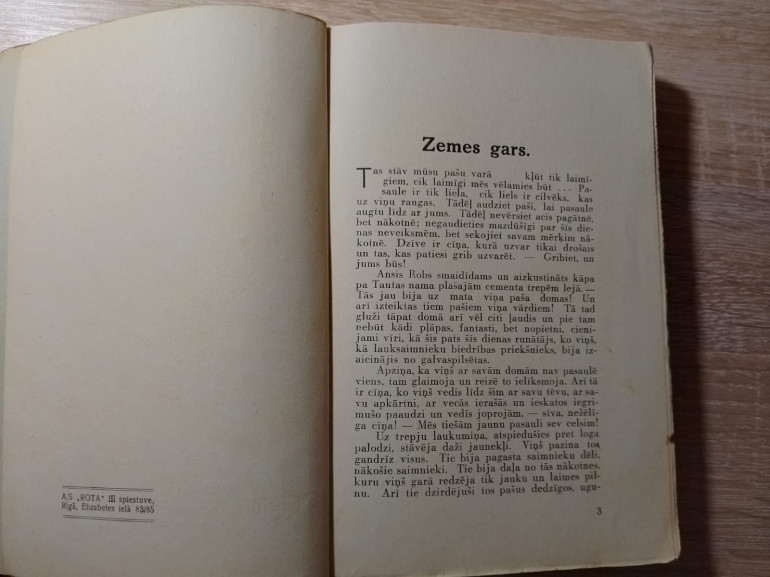 A/S „ROTA" III spiestuve,
Rīgā, Elizabetes ielā 83/85
Zemes gars.
Tas stāv mūsu pašu varā kļūt tik laimī-
giem, cik laimīgi mēs vēlamies būt ... Pa-
saule ir tik liela, cik liels ir cilvēks, kas
uz viņu raugas. Tādēļ audziet paši, lai pasaule
augtu līdz ar jums. Tādēļ nevērsiet acis pagātnē,
bet nākotnē; negaudieties mazdūšīgi par šīs die-
nas neveiksmēm, bet sekojiet savam mērķim nā-
kotnē. Dzīve ir cīņa, kurā uzvar tikai drošais
un tas, kas patiesi grib uzvarēt. — Gribiet, un
jums būs!
Ansis Robs smaidīdams un aizkustināts kāpa
pa Tautas nama plašajām cementa trepēm lejā. —
Tās jau bija uz mata viņa paša domas! Un
arī izteiktas tiem pašiem viņa vārdiem! Tā tad
gluži tāpat domā arī vēl citi ļaudis un pie tam
nebūt kādi pļāpas, fantasti, bet nopietni, cieni-
jami vīri, kā šis pats šīs dienas runātājs, ko viņš,
kā lauksaimnieku biedrības priekšnieks, bija iz-
aicinājis no galvaspilsētas.
Apziņa, ka viņš ar savām domām nav pasaulē
viens, tam glaimoja un reizē to ielīksmoja. Arī tā
ir cīņa, ko viņš vedis līdz šim ar savu tēvu, ar sa-
vu apkārtni, ar vecās ierašās un ieskatos iegri-
mušo paaudzi un vedīs joprojām, — sīva, nežēlī-
ga cīņa! — Mēs tiešām jaunu pasauli sev celsim!
Uz trepju laukumiņa, atspiedušies pret loga
palodzi, stāvēja daži jaunekļi. Viņš pazina tos
gandrīz visus. Tie bija pagasta saimnieku dēli,
nākošie saimnieki. Tie bija daļa no tās nākotnes,
kuru viņš garā redzēja tik jauku un laimes pil-
nu. Arī tie dzirdējuši tos pašus dedzīgos, ugu-
3